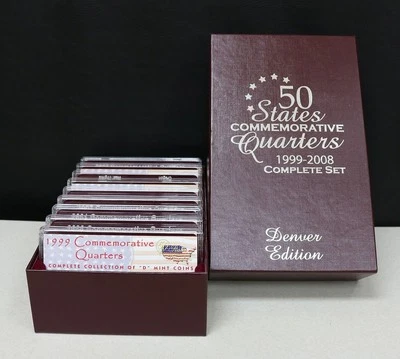 50
States
COMMEMORATIVE
Quarters
1999-2008
COMPLETE SET
Denver
Edition
1999 Commemorative
Quarters
COMPLETE COLLECTION OF "D" MINT COINS